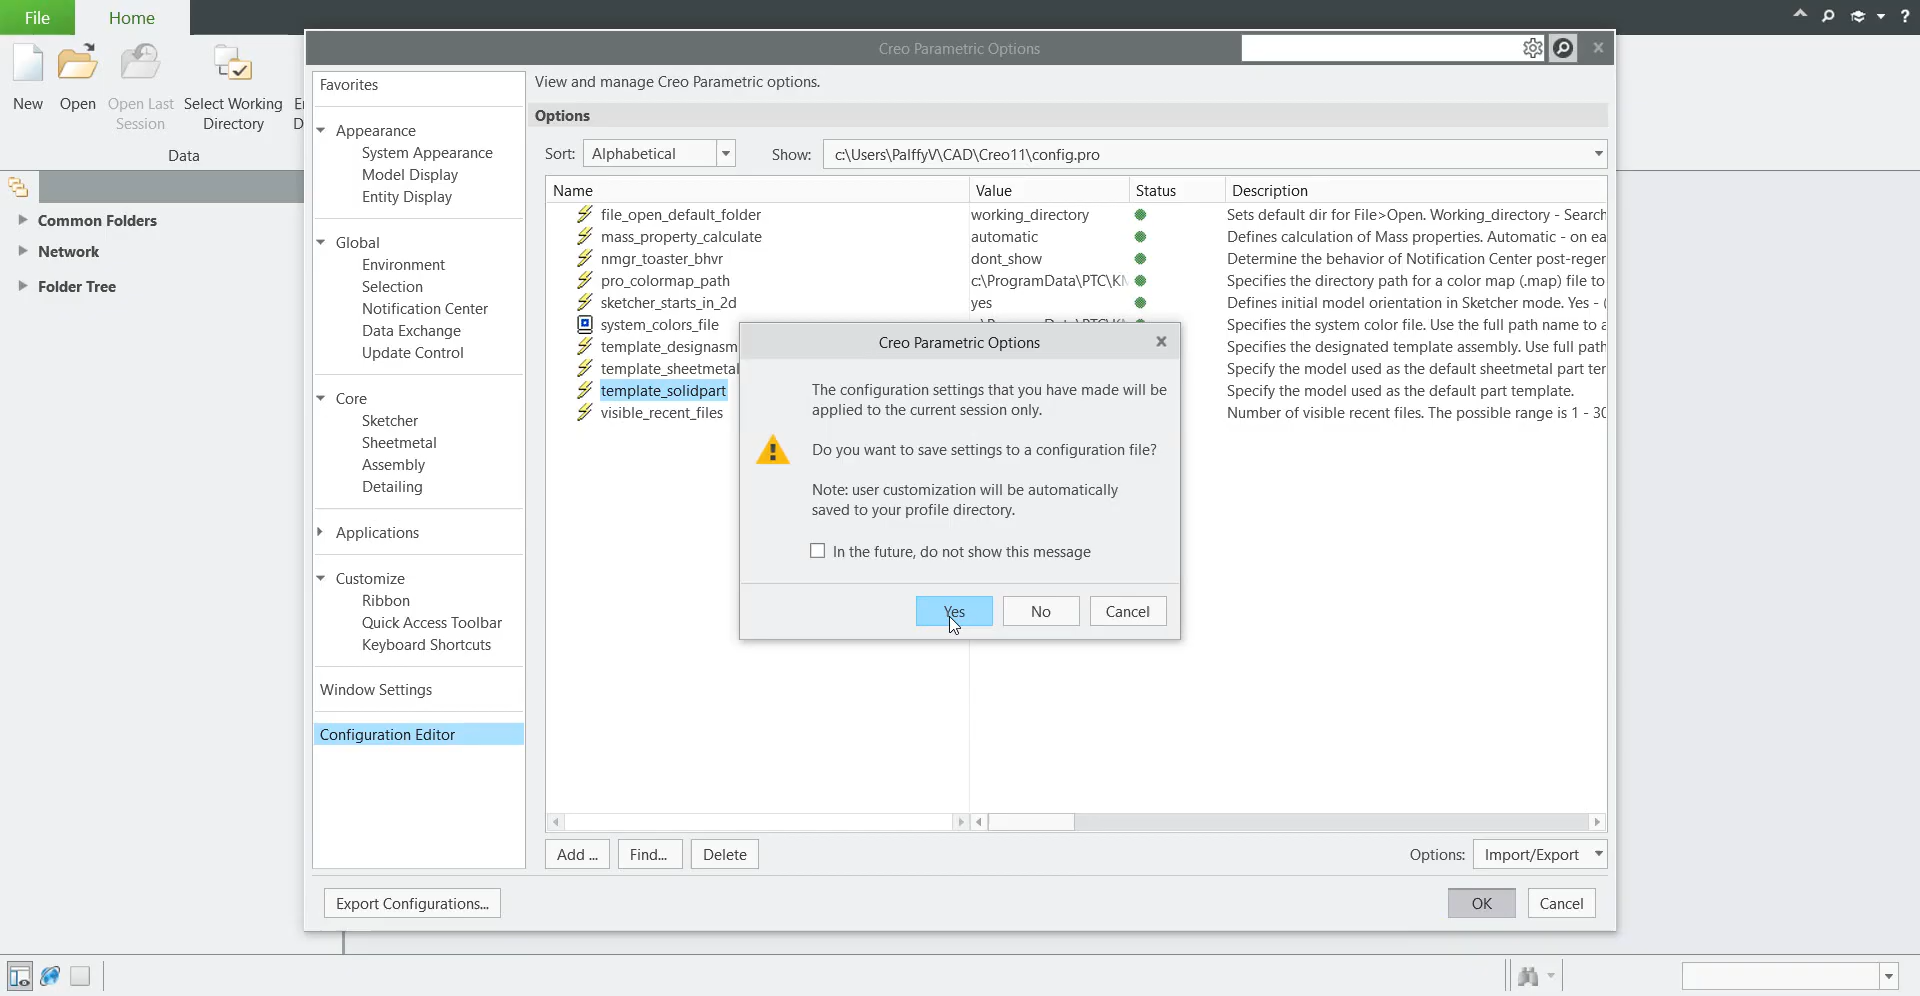 File
Home
New
Open
Open Last
Session
Select Working
Directory
Data
Common Folders
Network
Folder Tree
Creo Parametric Options
Favorites
Appearance
System Appearance
Model Display
Entity Display
Global
Environment
Selection
Notification Center
Data Exchange
Update Control
Core
Sketcher
Sheetmetal
Assembly
Detailing
Applications
Customize
Ribbon
Quick Access Toolbar
Keyboard Shortcuts
Window Settings
Configuration Editor
View and manage Creo Parametric options.
Options
Sort: Alphabetical Show: c:\Users\PalffyV\CAD\Creo11\config.pro
Name Value Status Description
file_open_default_folder working_directory Sets default dir for File>Open. Working_directory - Search
mass_property_calculate automatic Defines calculation of Mass properties. Automatic - on ea
nmgr_toaster_bhvr dont_show Determine the behavior of Notification Center post-reger
pro_colormap_path c:\ProgramData\PTC\KM Specifies the directory path for a color map (.map) file to
sketcher_starts_in_2d yes Defines initial model orientation in Sketcher mode. Yes - (
system_colors_file Specifies the system color file. Use the full path name to a
template_designasm Specifies the designated template assembly. Use full path
template_sheetmetal Specify the model used as the default sheetmetal part ter
template_solidpart Specify the model used as the default part template.
visible_recent_files Number of visible recent files. The possible range is 1 - 30
Creo Parametric Options
The configuration settings that you have made will be
applied to the current session only.
Do you want to save settings to a configuration file?
Note: user customization will be automatically
saved to your profile directory.
In the future, do not show this message
Yes No Cancel
Add ... Find... Delete Options: Import/Export
Export Configurations... OK Cancel